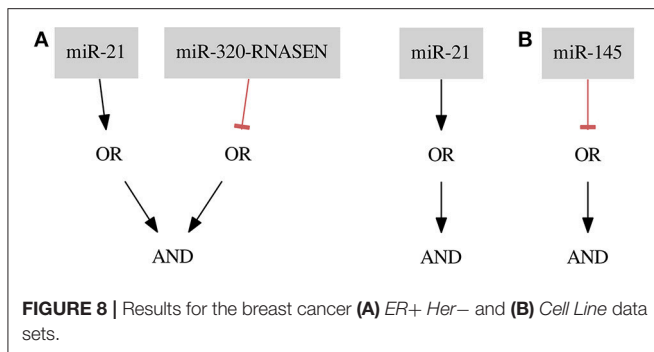 A miR-21 miR-320-RNASEN miR-21 B miR-145
OR OR OR OR
AND AND AND
FIGURE 8 | Results for the breast cancer (A) ER+ Her− and (B) Cell Line data
sets.